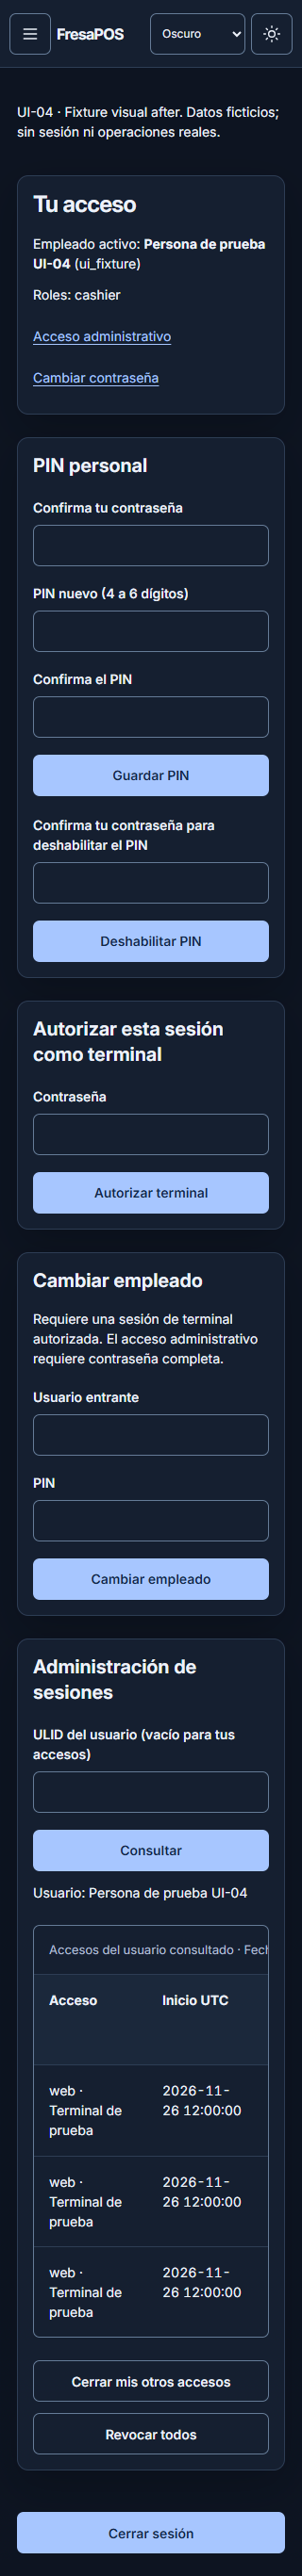 FresaPOS
Oscuro
UI-04 · Fixture visual after. Datos ficticios;
sin sesión ni operaciones reales.
Tu acceso
Empleado activo: Persona de prueba
UI-04 (ui_fixture)
Roles: cashier
Acceso administrativo
Cambiar contraseña
PIN personal
Confirma tu contraseña
PIN nuevo (4 a 6 dígitos)
Confirma el PIN
Guardar PIN
Confirma tu contraseña para
deshabilitar el PIN
Deshabilitar PIN
Autorizar esta sesión
como terminal
Contraseña
Autorizar terminal
Cambiar empleado
Requiere una sesión de terminal
autorizada. El acceso administrativo
requiere contraseña completa.
Usuario entrante
PIN
Cambiar empleado
Administración de
sesiones
ULID del usuario (vacío para tus
accesos)
Consultar
Usuario: Persona de prueba UI-04
Accesos del usuario consultado · Fech
Acceso Inicio UTC
web · 2026-11-
Terminal de 26 12:00:00
prueba
web · 2026-11-
Terminal de 26 12:00:00
prueba
web · 2026-11-
Terminal de 26 12:00:00
prueba
Cerrar mis otros accesos
Revocar todos
Cerrar sesión